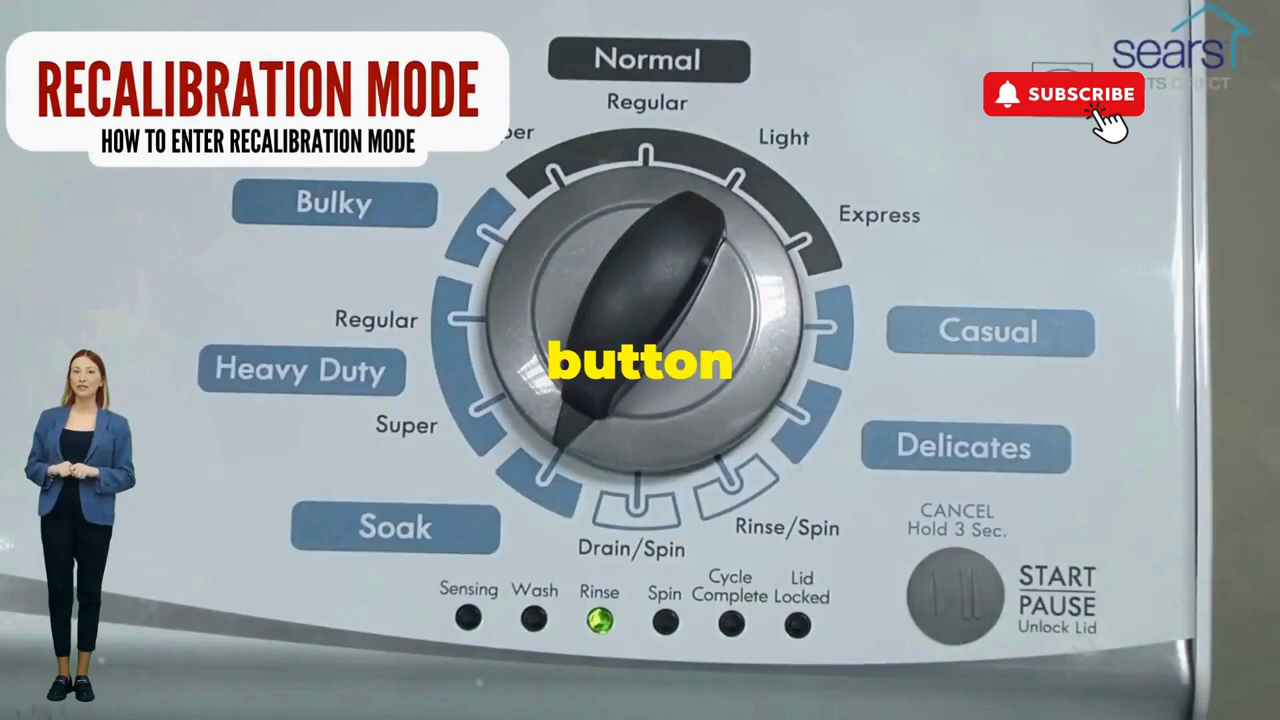 RECALIBRATION MODE
HOW TO ENTER RECALIBRATION MODE
sears
SUBSCRIBE
DIRECT
Normal
Regular
Light
Express
Bulky
Regular
Heavy Duty
Super
Casual
button
Delicates
Soak
Drain/Spin
Rinse/Spin
CANCEL
Hold 3 Sec.
START
PAUSE
Unlock Lid
Sensing
Wash
Rinse
Spin
Cycle
Complete
Lid
Locked